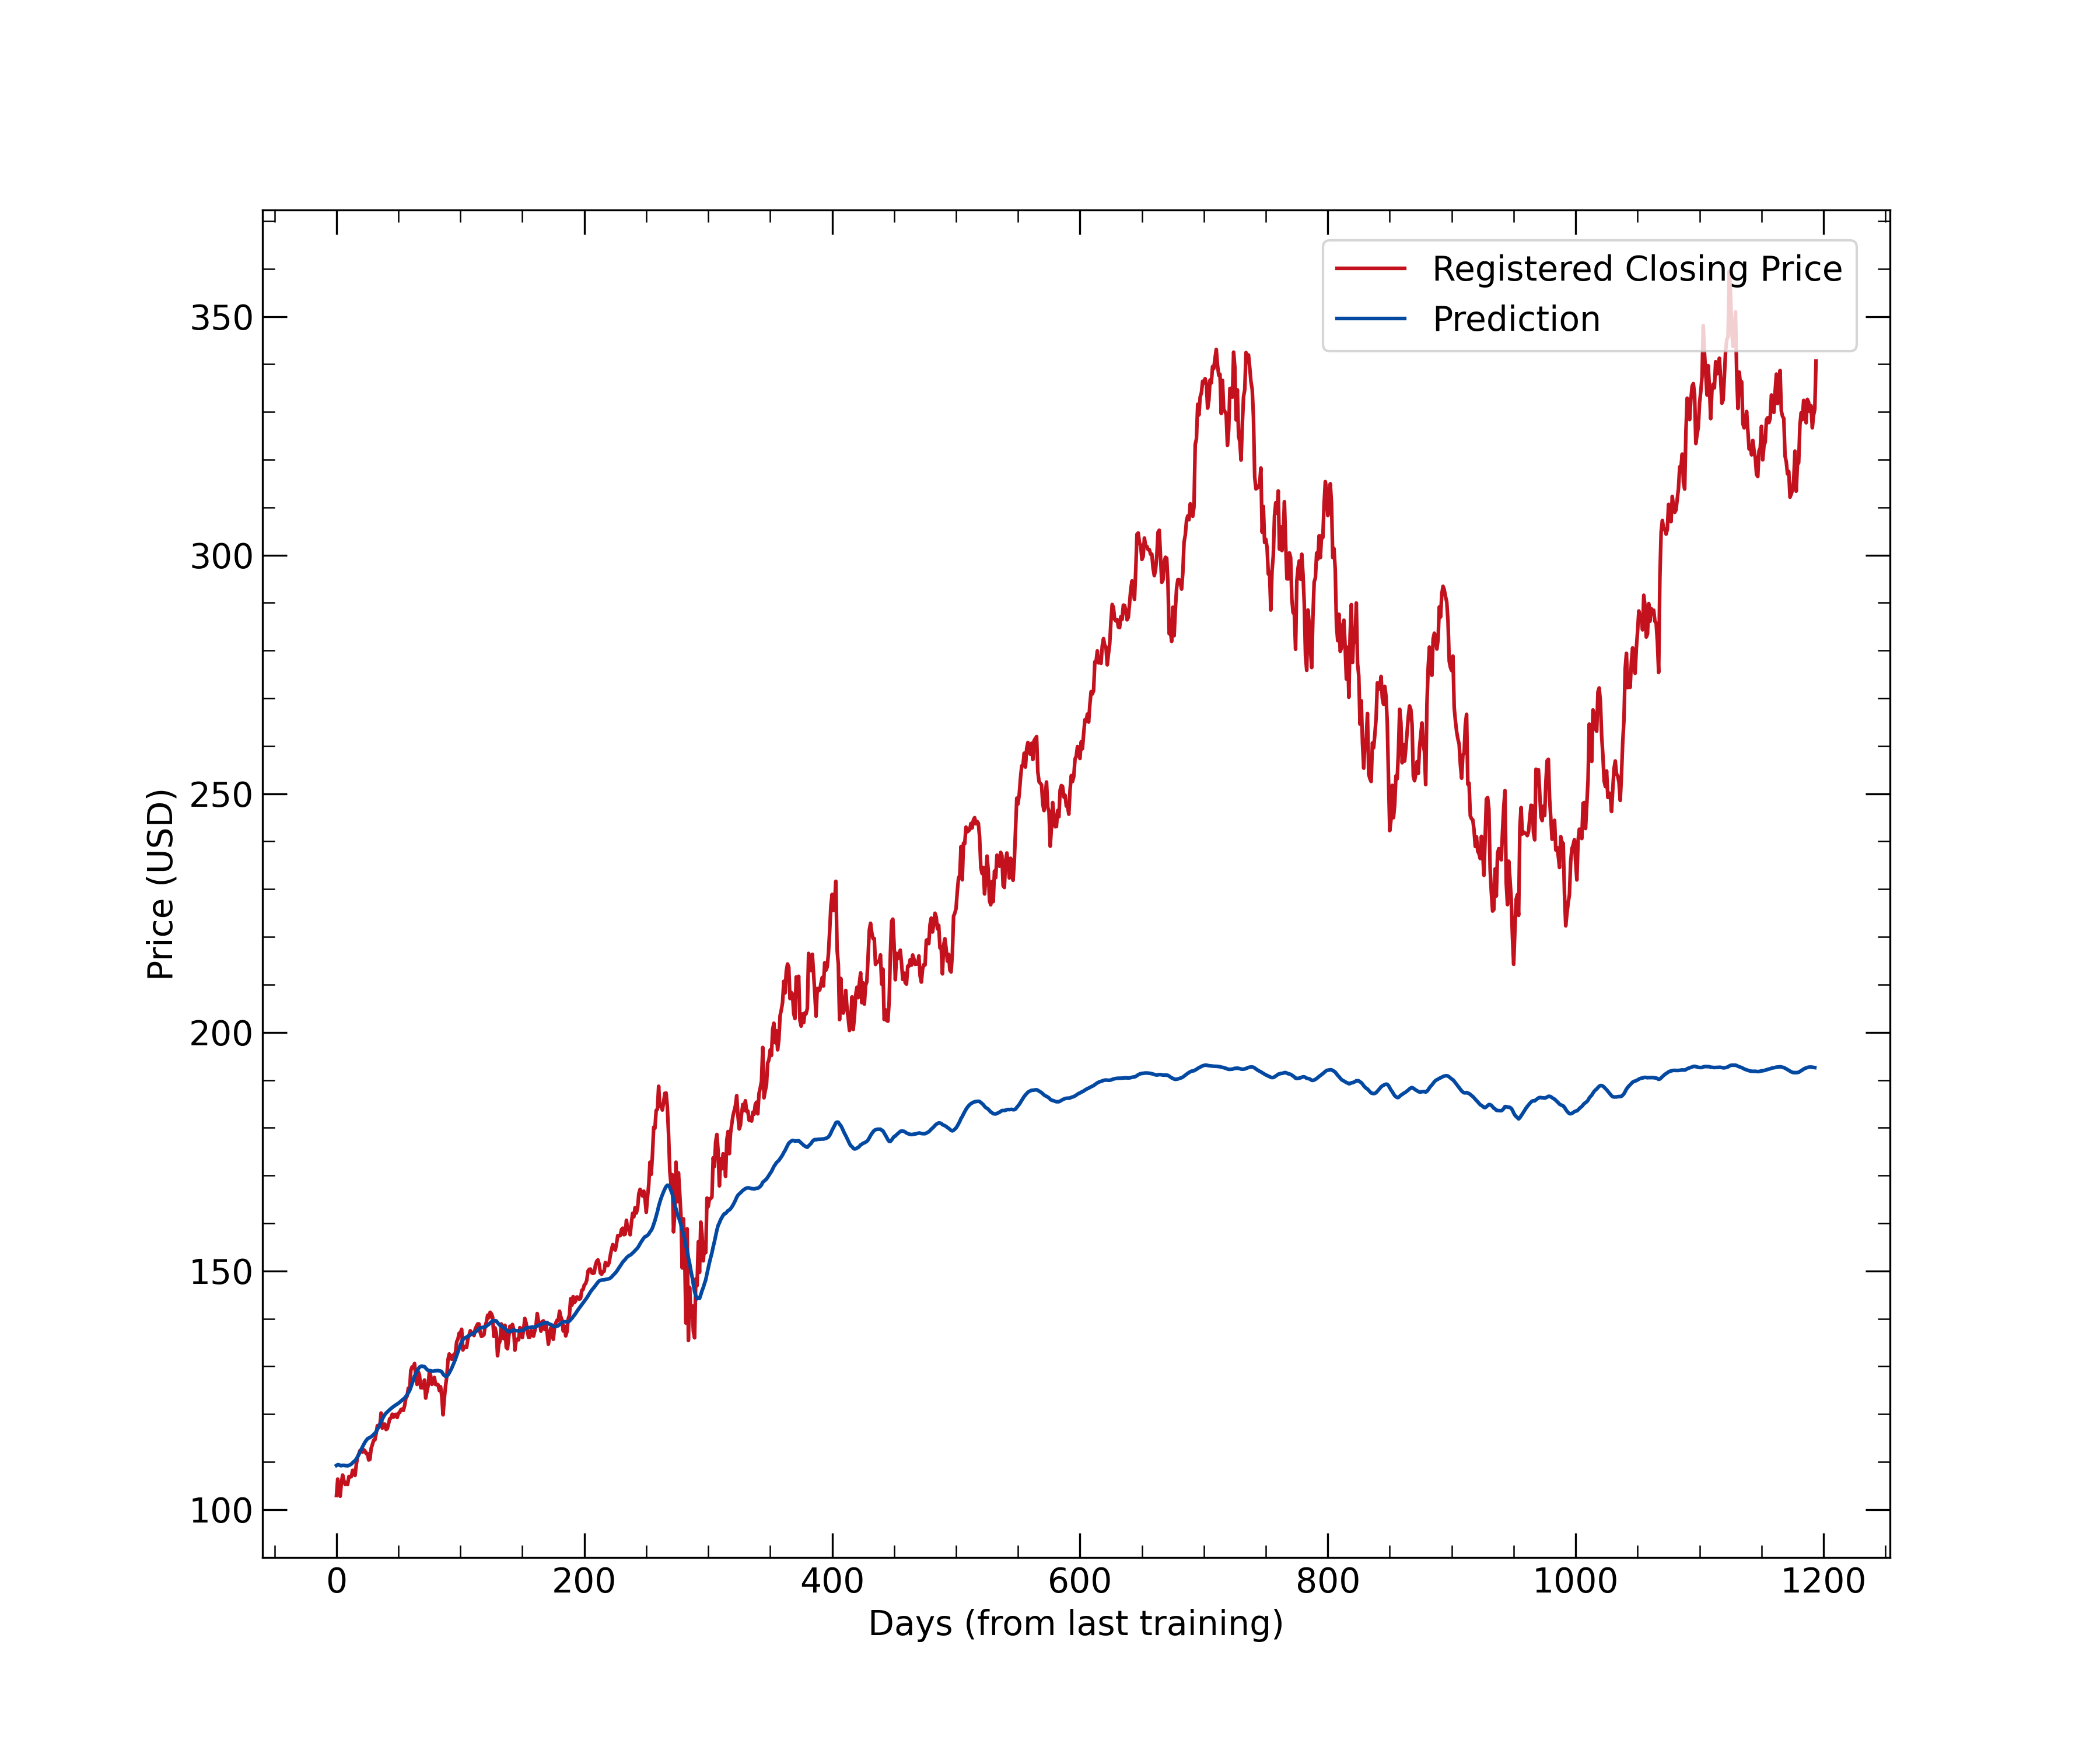 Registered Closing Price
Prediction
350
300
250
200
150
100
Price (USD)
0 200 400 600 800 1000 1200
Days (from last training)